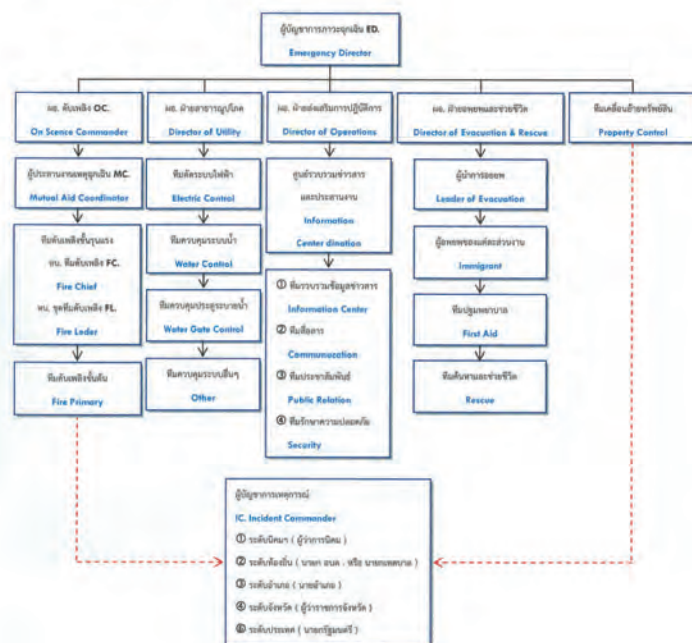 ผู้บัญชาการภาวะฉุกเฉิน ED.
Emergency Director
ผอ. ดับเพลิง OC.
On Scence Commander
ผอ. ฝ่ายสาธารณูปโภค
Director of Utility
ผอ. ฝ่ายส่งเสริมการปฏิบัติการ
Director of Operations
ผอ. ฝ่ายอพยพและช่วยชีวิต
Director of Evacuation & Rescue
ทีมเคลื่อนย้ายทรัพย์สิน
Property Control
ผู้ประสานงานเหตุฉุกเฉิน MC.
Mutual Aid Coordinator
ทีมดับเพลิงขั้นรุนแรง
หน. ทีมดับเพลิง FC.
Fire Chief
หน. ชุดทีมดับเพลิง FL.
Fire Leder
ทีมดับเพลิงขั้นต้น
Fire Primary
ทีมตัดระบบไฟฟ้า
Electric Control
ทีมควบคุมระบบน้ำ
Water Control
ทีมควบคุมประตูระบายน้ำ
Water Gate Control
ทีมควบคุมระบบอื่นๆ
Other
ศูนย์รวบรวมข่าวสาร
และประสานงาน
Information
Center dination
① ทีมรวบรวมข้อมูลข่าวสาร
Information Center
② ทีมสื่อสาร
Communucation
③ ทีมประชาสัมพันธ์
Public Relation
④ ทีมรักษาความปลอดภัย
Security
ผู้นำการอพยพ
Leader of Evacuation
ผู้อพยพของแต่ละส่วนงาน
Immigrant
ทีมปฐมพยาบาล
First Aid
ทีมค้นหาและช่วยชีวิต
Rescue
ผู้บัญชาการเหตุการณ์
IC. Incident Commander
① ระดับนิคมฯ ( ผู้ว่าการนิคม )
② ระดับท้องถิ่น ( นายก อบต . หรือ นายกเทศบาล )
③ ระดับอำเภอ ( นายอำเภอ )
④ ระดับจังหวัด ( ผู้ว่าราชการจังหวัด )
⑤ ระดับประเทศ ( นายกรัฐมนตรี )